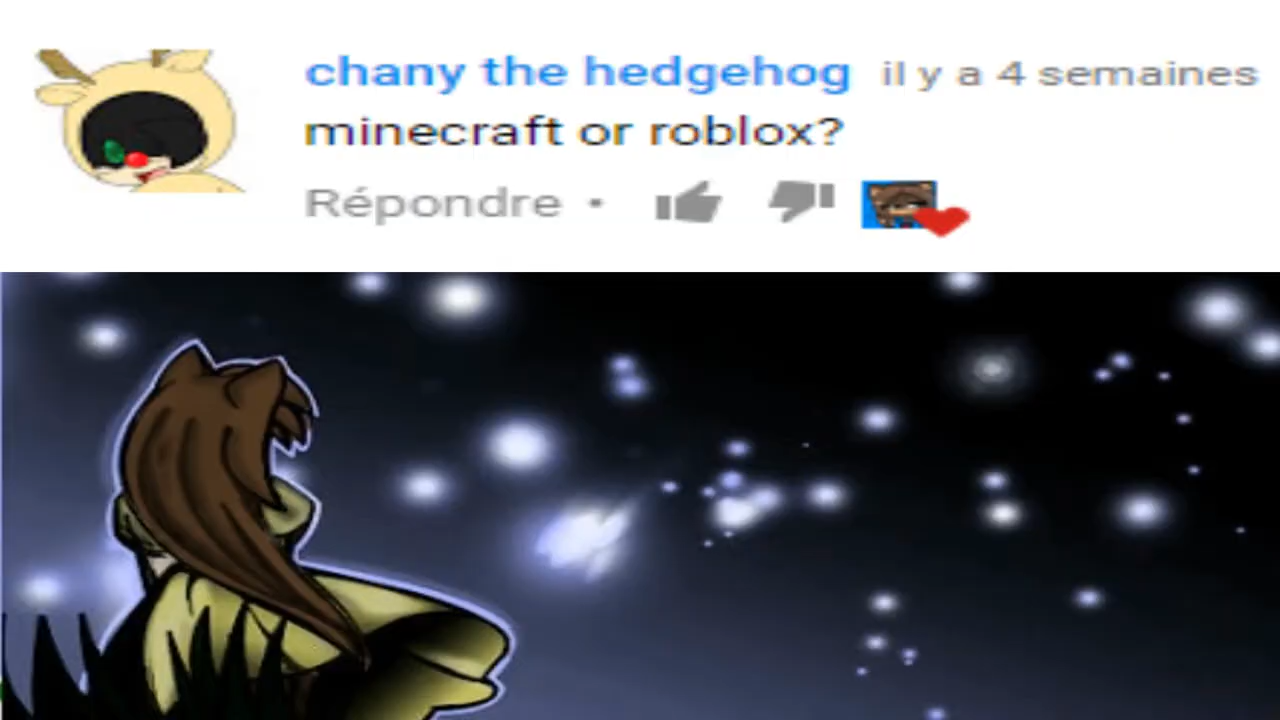 chany the hedgehog il y a 4 semaines
minecraft or roblox?
Répondre •